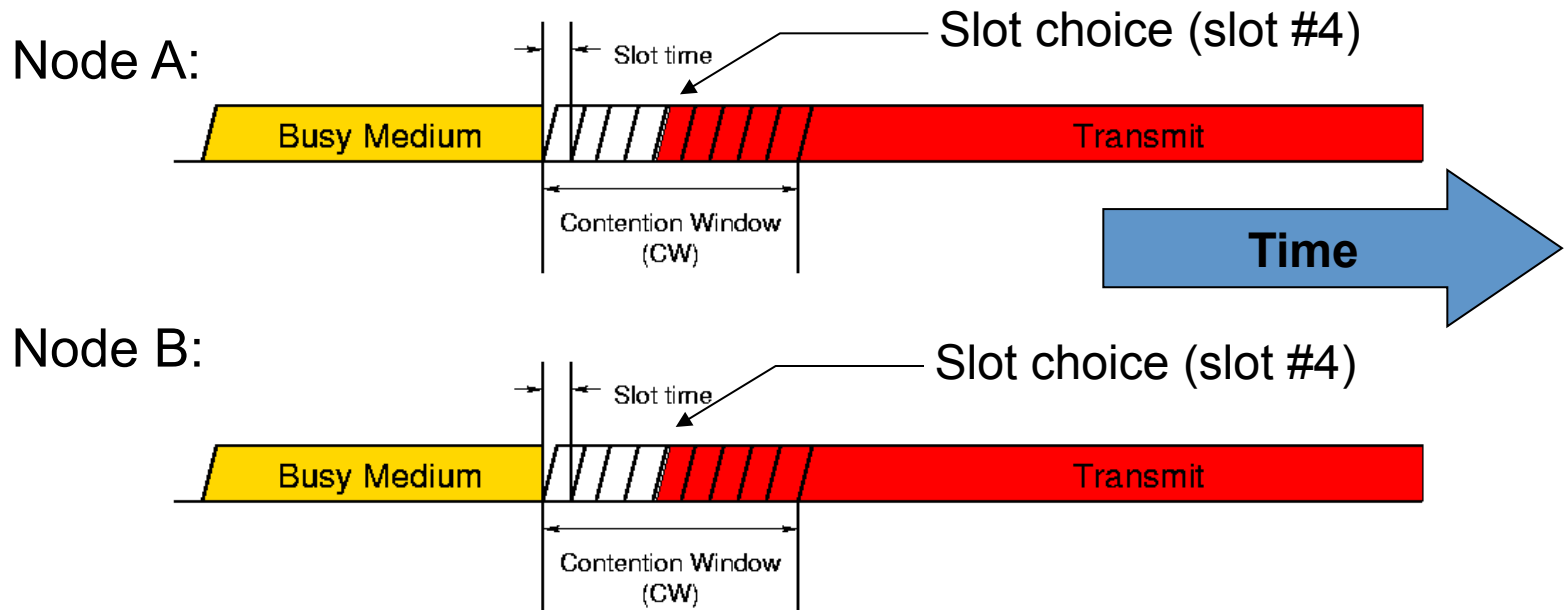 Node A:
Slot time
Slot choice (slot #4)
Busy Medium
Transmit
Contention Window
(CW)
Time
Node B:
Slot time
Slot choice (slot #4)
Busy Medium
Transmit
Contention Window
(CW)